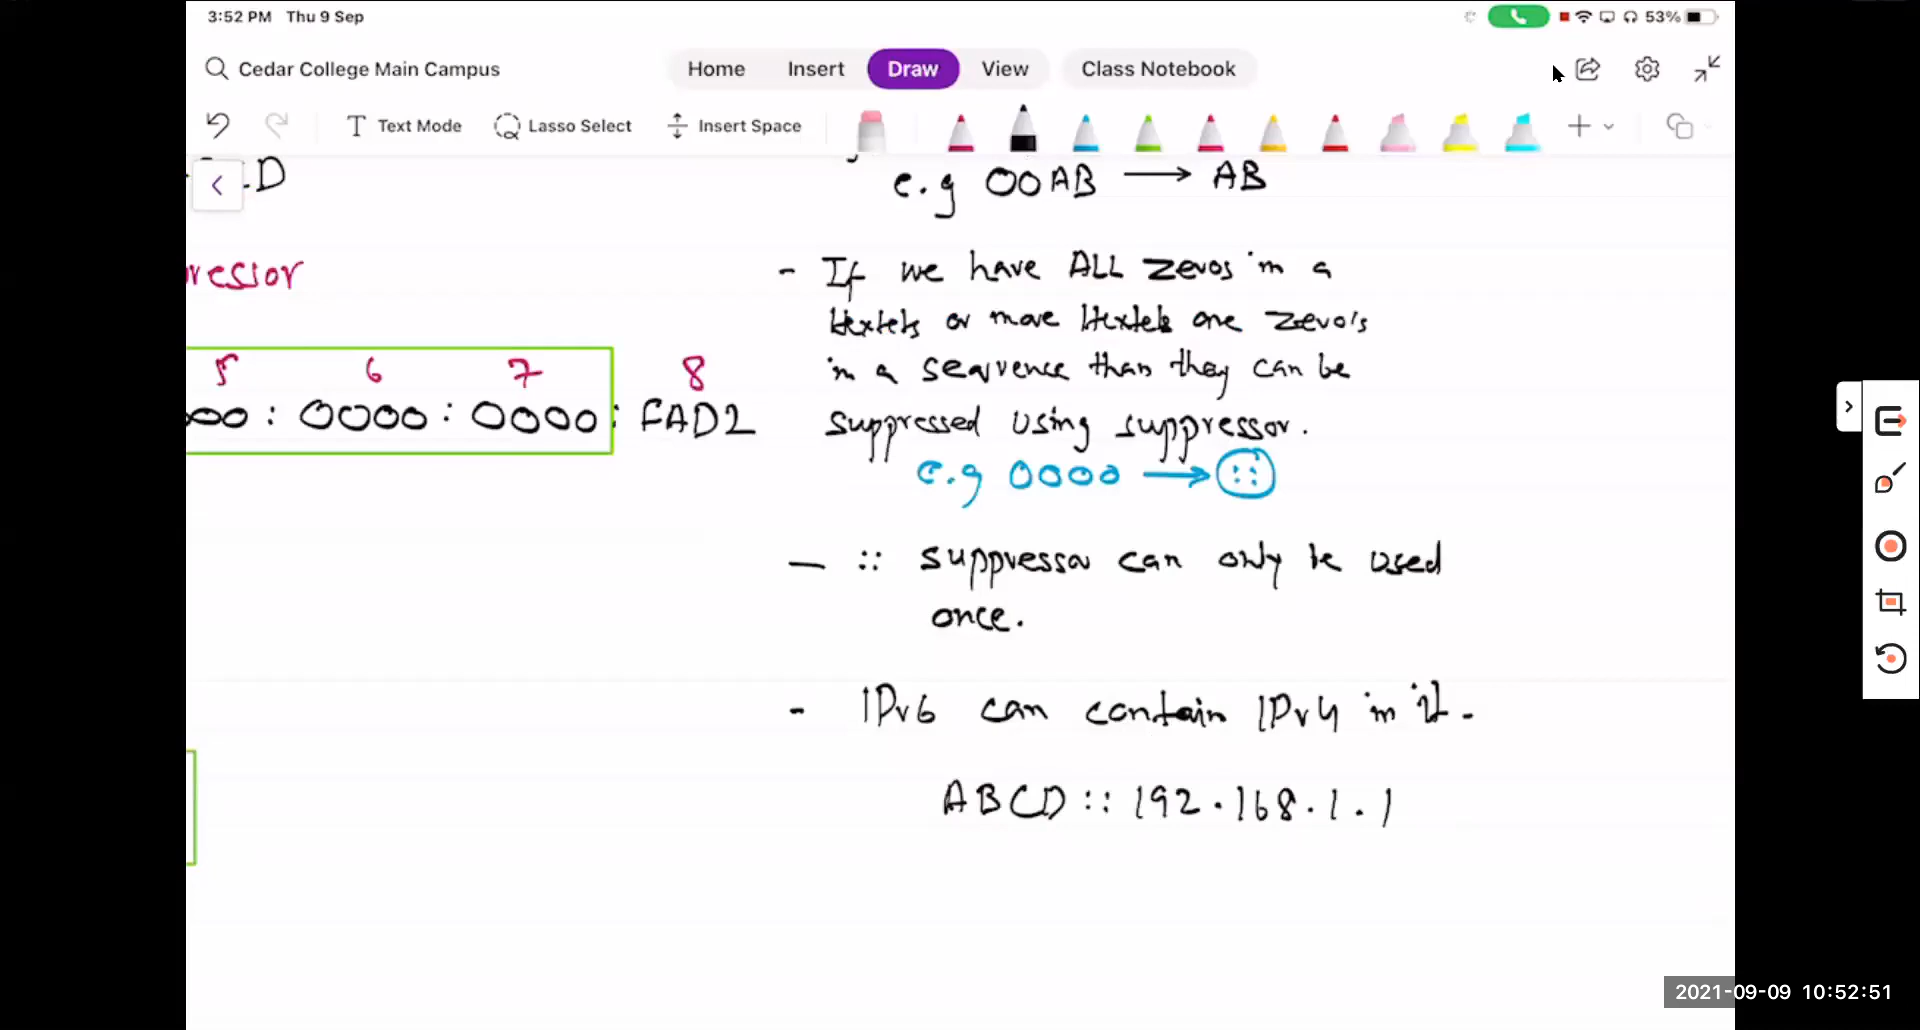 3:52 PM Thu 9 Sep
53%
Cedar College Main Campus
Home Insert Draw View Class Notebook
Text Mode Lasso Select Insert Space
.D
e.g 00AB → AB
ressor
- If we have ALL zeros in a
Hextets or more Hextets are zero's
in a sequence than they can be
suppressed using suppressor.
e.g 0000 → ::
5 6 7 8
000 : 0000 : 0000 : FAD2
- :: suppressor can only be used
once.
- IPv6 can contain IPv4 in it.
ABCD :: 192.168.1.1
2021-09-09 10:52:51